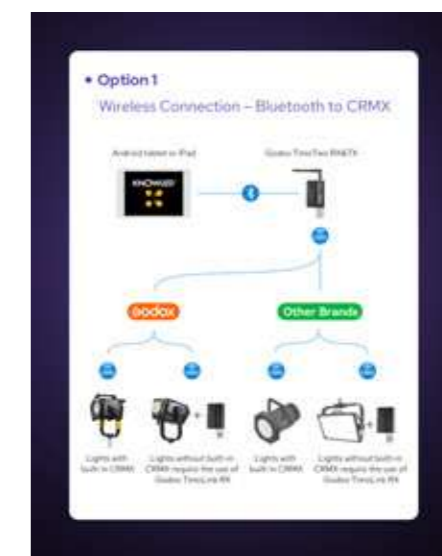 • Option 1
Wireless Connection – Bluetooth to CRMX
Android tablet or iPad
Godox TimoTwo
KNOWLED
Godox
Other Brands
Lights with
built-in CRMX
Lights without built-in
CRMX require the use of
Godox TimoLink RX
Lights with
built-in CRMX
Lights without built-in
CRMX require the use of
Godox TimoLink RX